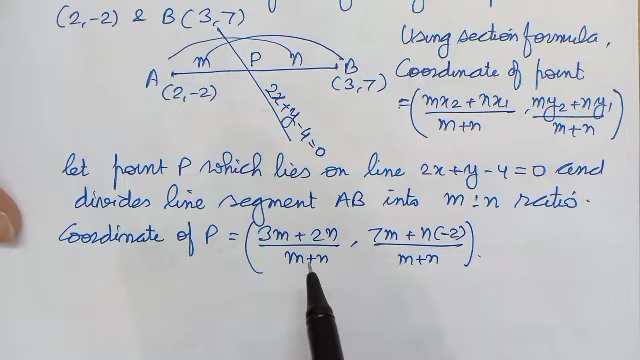 (2,-2) & B(3,7)
m P n
A B
(2,-2) (3,7)
2x+y-4=0
Using section formula,
Coordinate of point
= (mx₂ + nx₁ / m+n , my₂ + ny₁ / m+n)
let point P which lies on line 2x+y-4=0 and
divides line segment AB into m:n ratio.
Coordinate of P = (3m + 2n / m+n , 7m + n(-2) / m+n).